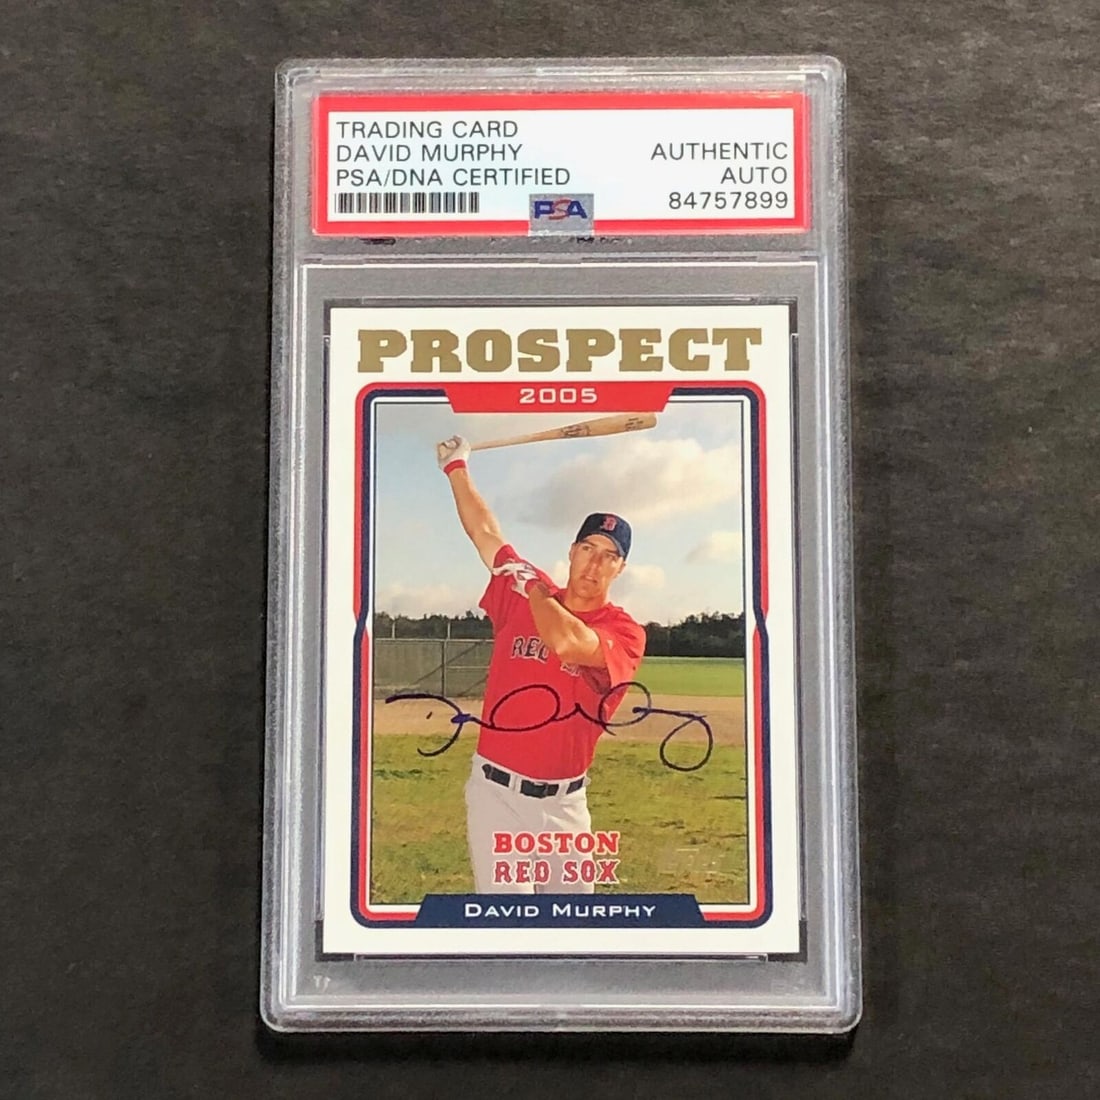 TRADING CARD
DAVID MURPHY
PSA/DNA CERTIFIED
AUTHENTIC
AUTO
84757899
PSA
PROSPECT
2005
B
RED
BOSTON
RED SOX
DAVID MURPHY